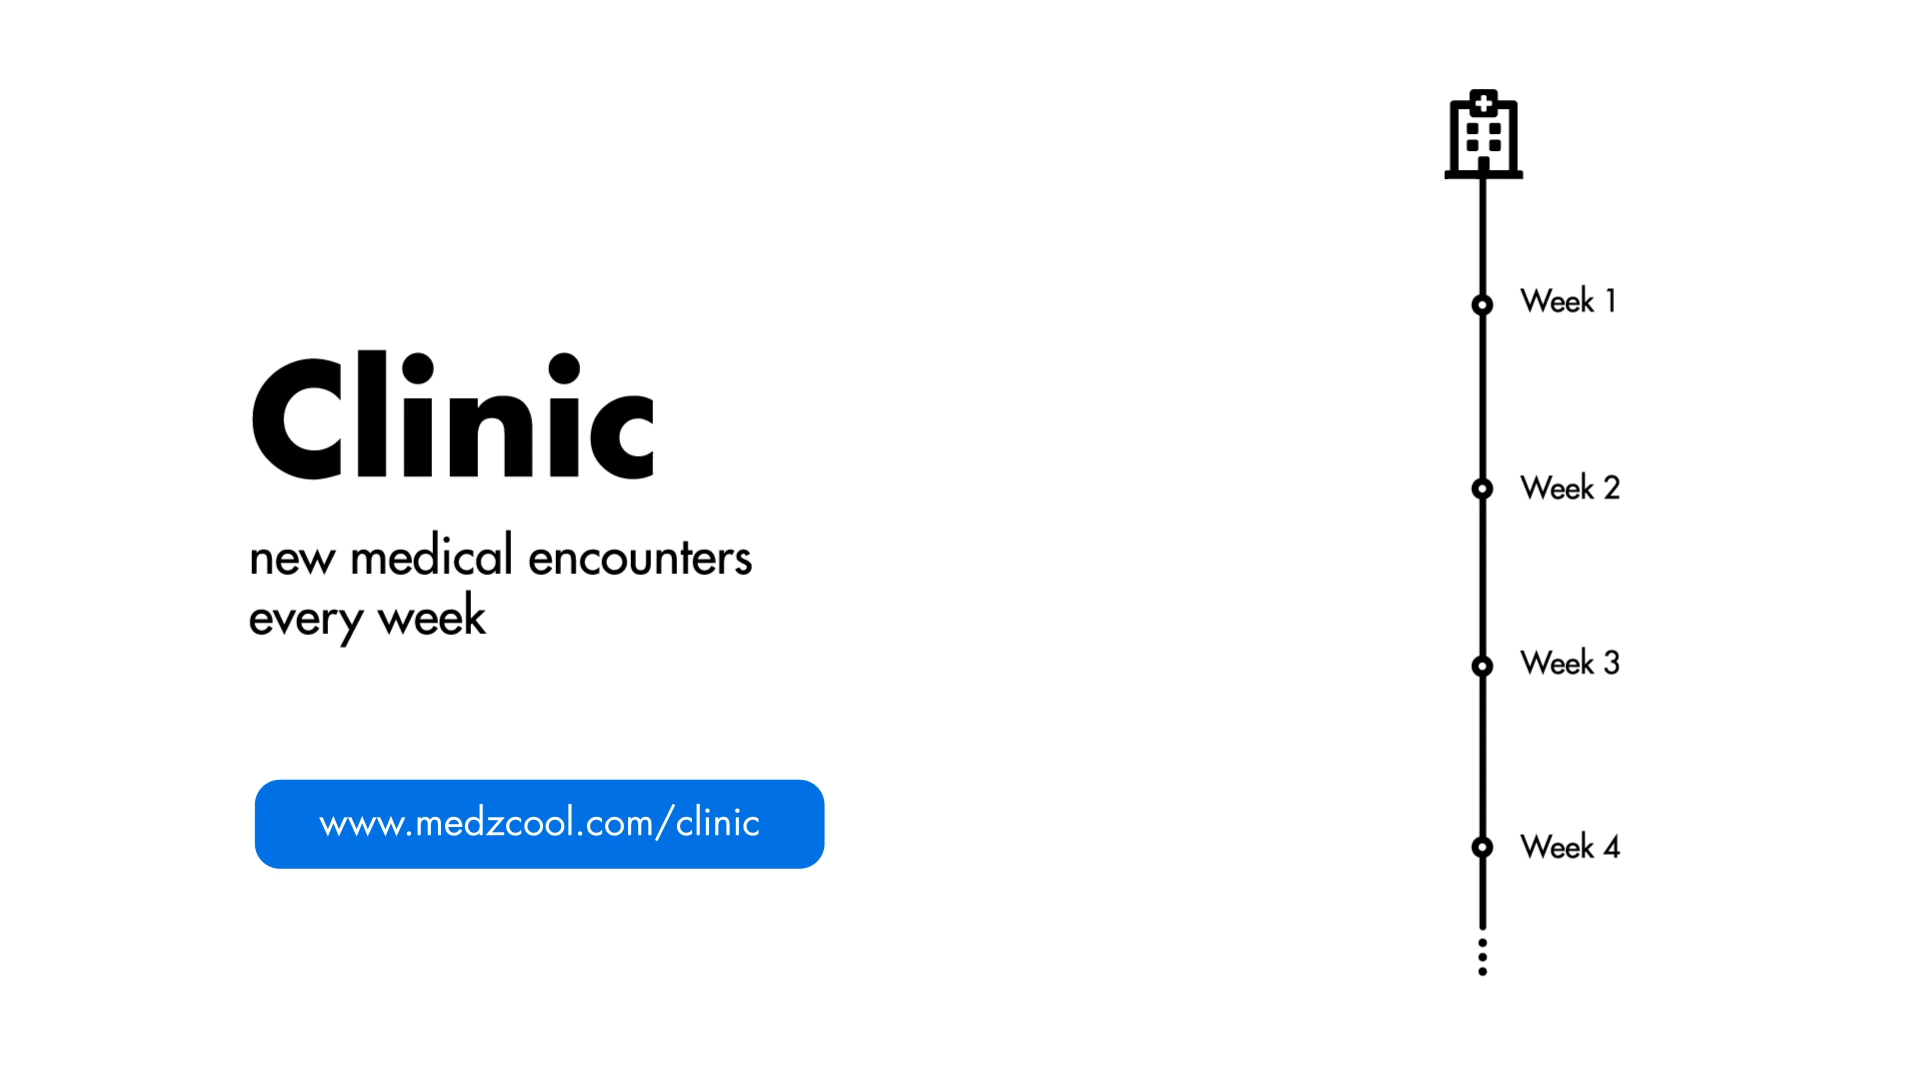 Clinic
new medical encounters
every week
www.medzcool.com/clinic
Week 1
Week 2
Week 3
Week 4